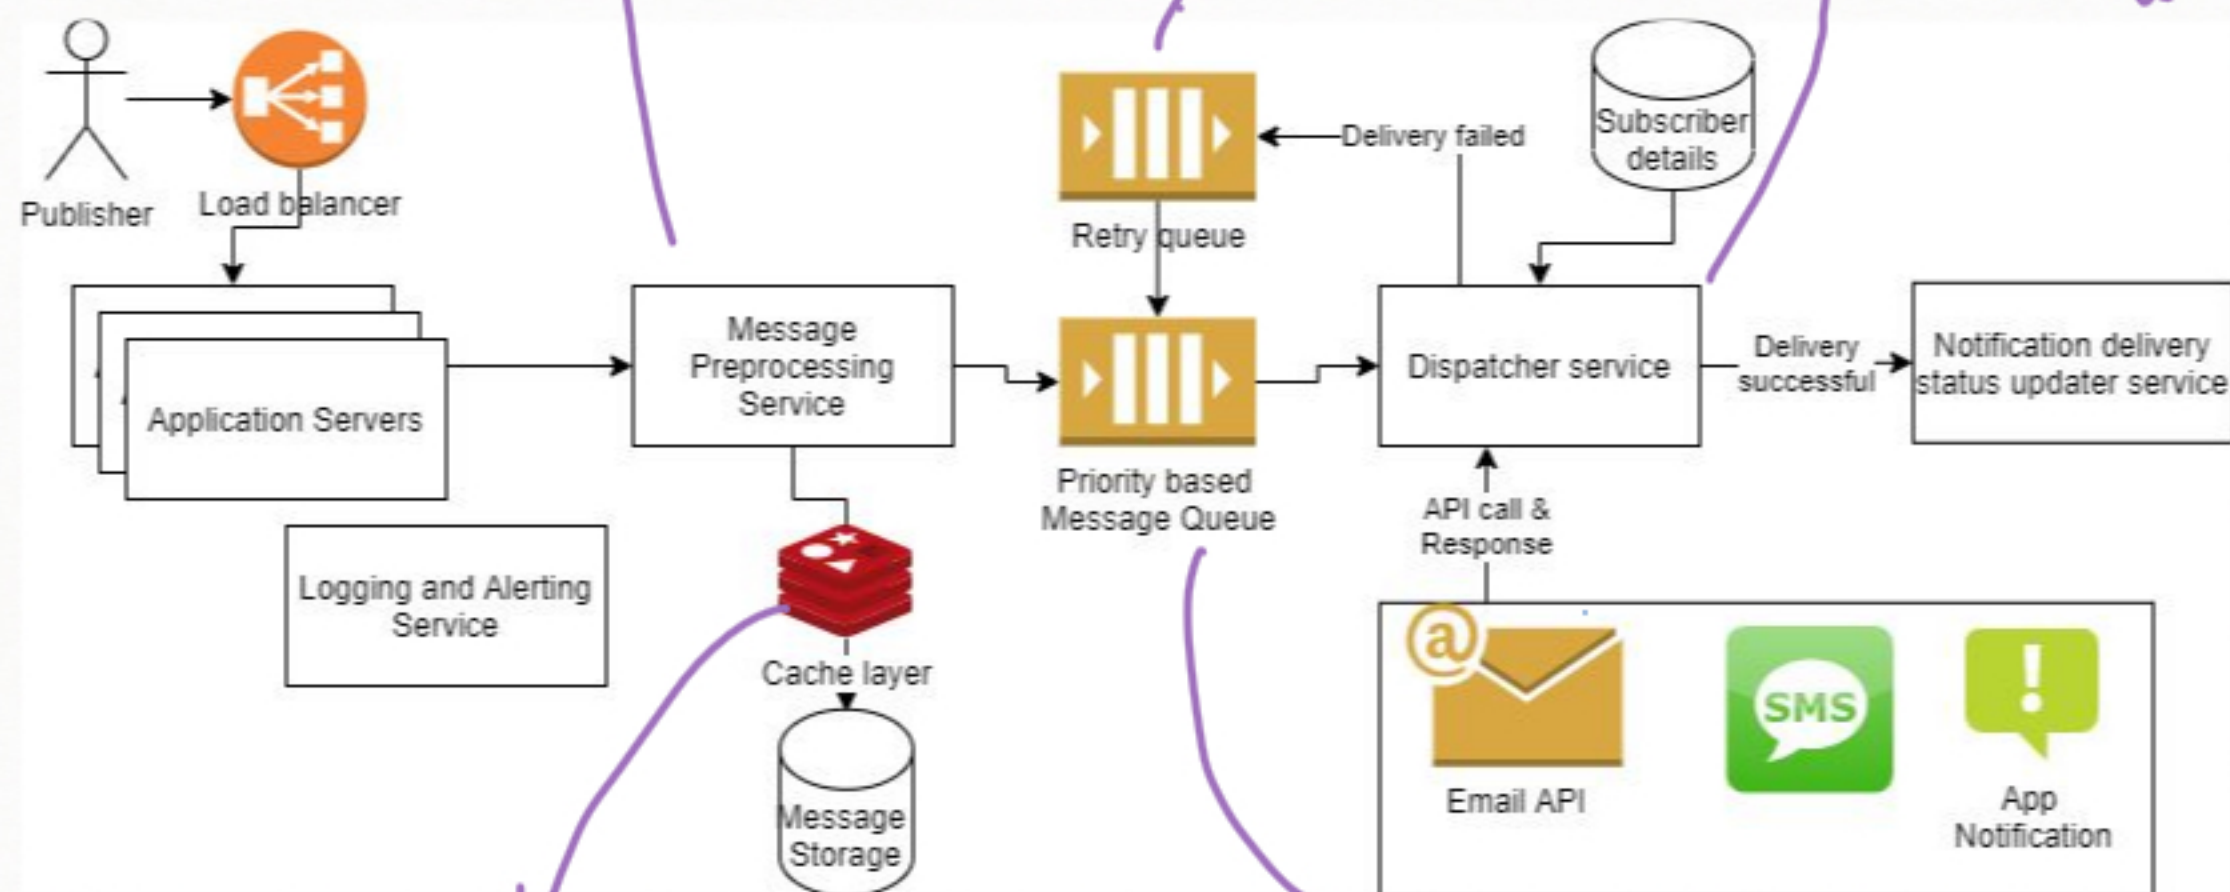 Publisher
Load balancer
Application Servers
Logging and Alerting
Service
Message
Preprocessing
Service
Cache layer
Message
Storage
Retry queue
Priority based
Message Queue
Delivery failed
Subscriber
details
Dispatcher service
Delivery
successful
Notification delivery
status updater service
API call &
Response
@
Email API
SMS
!
App
Notification